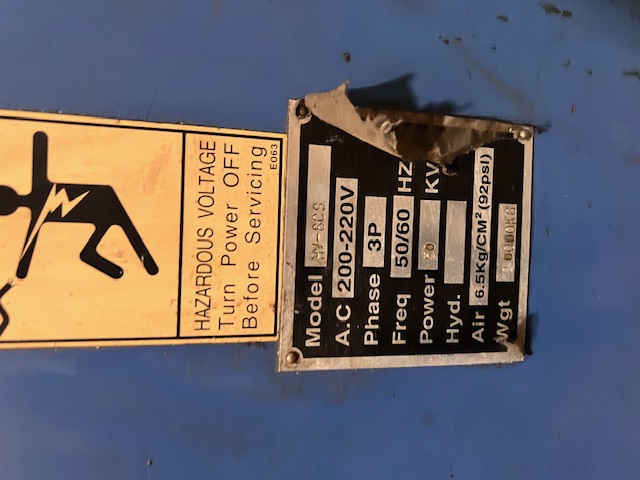 HAZARDOUS VOLTAGE
Turn Power OFF
Before Servicing
E063
Model
A.C 200-220V
Phase 3P
Freq 50/60 HZ
Power KV
Hyd.
Air 6.5Kg/CM² (92psi)
Wgt